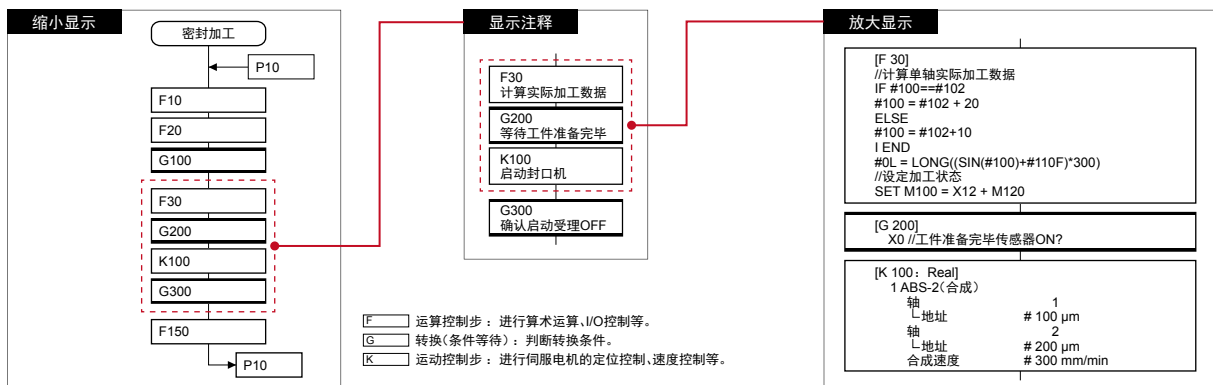 缩小显示
密封加工
P10
F10
F20
G100
F30
G200
K100
G300
F150
P10
显示注释
F30
计算实际加工数据
G200
等待工件准备完毕
K100
启动封口机
G300
确认启动受理OFF
F 运算控制步：进行算术运算、I/O控制等。
G 转换（条件等待）：判断转换条件。
K 运动控制步：进行伺服电机的定位控制、速度控制等。
放大显示
[F 30]
//计算单轴实际加工数据
IF #100==#102
#100 = #102 + 20
ELSE
#100 = #102+10
I END
#0L = LONG((SIN(#100)+#110F)*300)
//设定加工状态
SET M100 = X12 + M120
[G 200]
X0 //工件准备完毕传感器ON?
[K 100：Real]
1 ABS-2（合成）
轴 1
地址 # 100 μm
轴 2
地址 # 200 μm
合成速度 # 300 mm/min